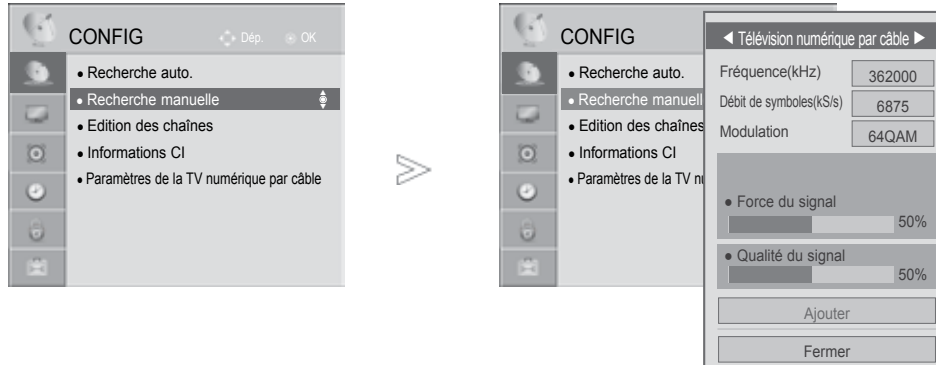 CONFIG
Dép. OK
• Recherche auto.
• Recherche manuelle
• Edition des chaînes
• Informations CI
• Paramètres de la TV numérique par câble
CONFIG
• Recherche auto.
• Recherche manuell
• Edition des chaînes
• Informations CI
• Paramètres de la TV nu
◀ Télévision numérique par câble ▶
Fréquence(kHz) 362000
Débit de symboles(kS/s) 6875
Modulation 64QAM
• Force du signal
50%
• Qualité du signal
50%
Ajouter
Fermer